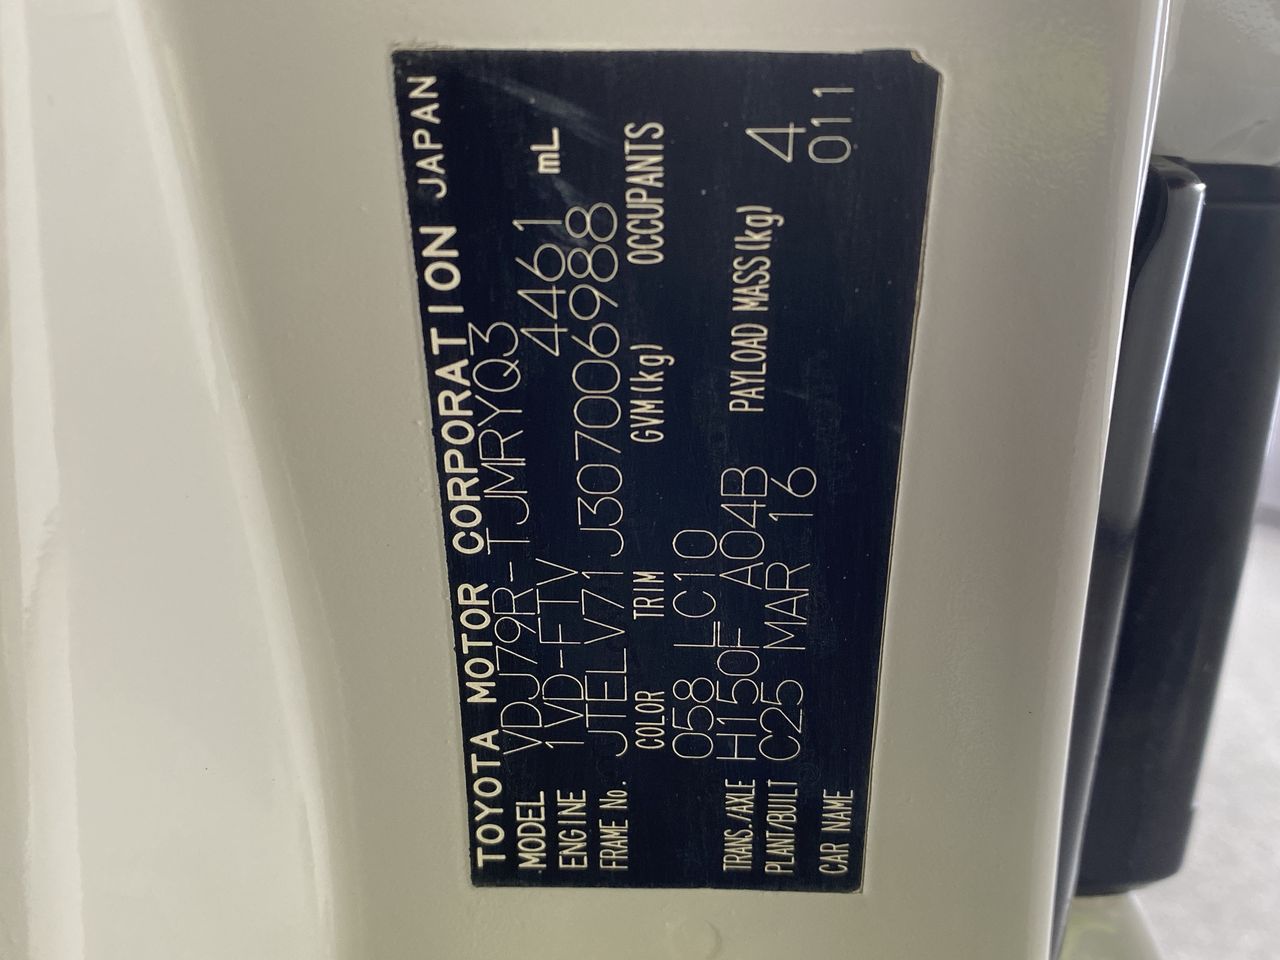 TOYOTA MOTOR CORPORATION JAPAN
MODEL VDJ79R-TJMRYQ3
ENGINE 1VD-FTV 4461 mL
FRAME No. JTELV71J307006988
COLOR TRIM GVM(kg) OCCUPANTS
058 LC10
TRANS./AXLE H150F A04B PAYLOAD MASS(kg) 4
PLANT/BUILT C25 MAR 16 011
CAR NAME